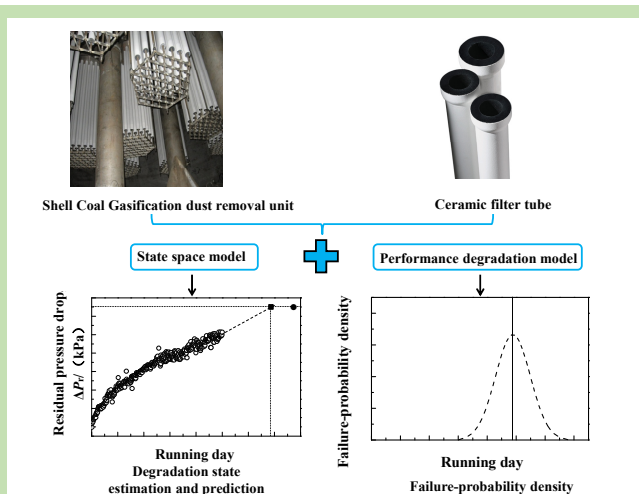 Shell Coal Gasification dust removal unit
Ceramic filter tube
State space model
Performance degradation model
Residual pressure drop
ΔPr/（kPa）
Running day
Degradation state
estimation and prediction
Failure-probability density
Running day
Failure-probability density